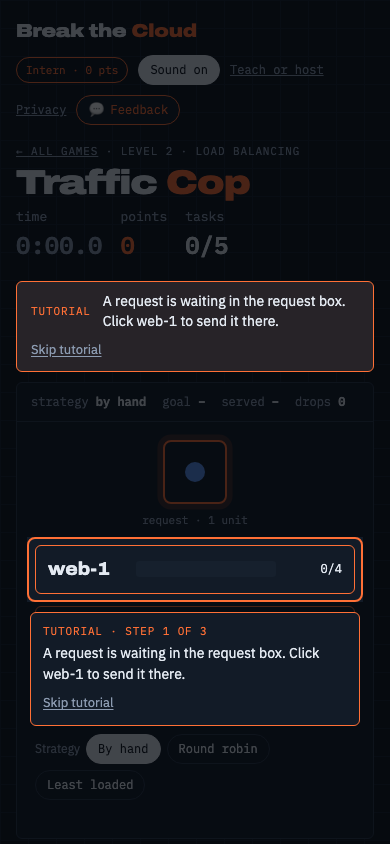 Break the Cloud
Intern · 0 pts Sound on Teach or host
Privacy 💬 Feedback
← ALL GAMES · LEVEL 2 · LOAD BALANCING
Traffic Cop
time points tasks
0:00.0 0 0/5
TUTORIAL A request is waiting in the request box.
Click web-1 to send it there.
Skip tutorial
strategy by hand goal – served – drops 0
request · 1 unit
web-1 0/4
TUTORIAL · STEP 1 OF 3
A request is waiting in the request box. Click
web-1 to send it there.
Skip tutorial
Strategy By hand Round robin
Least loaded